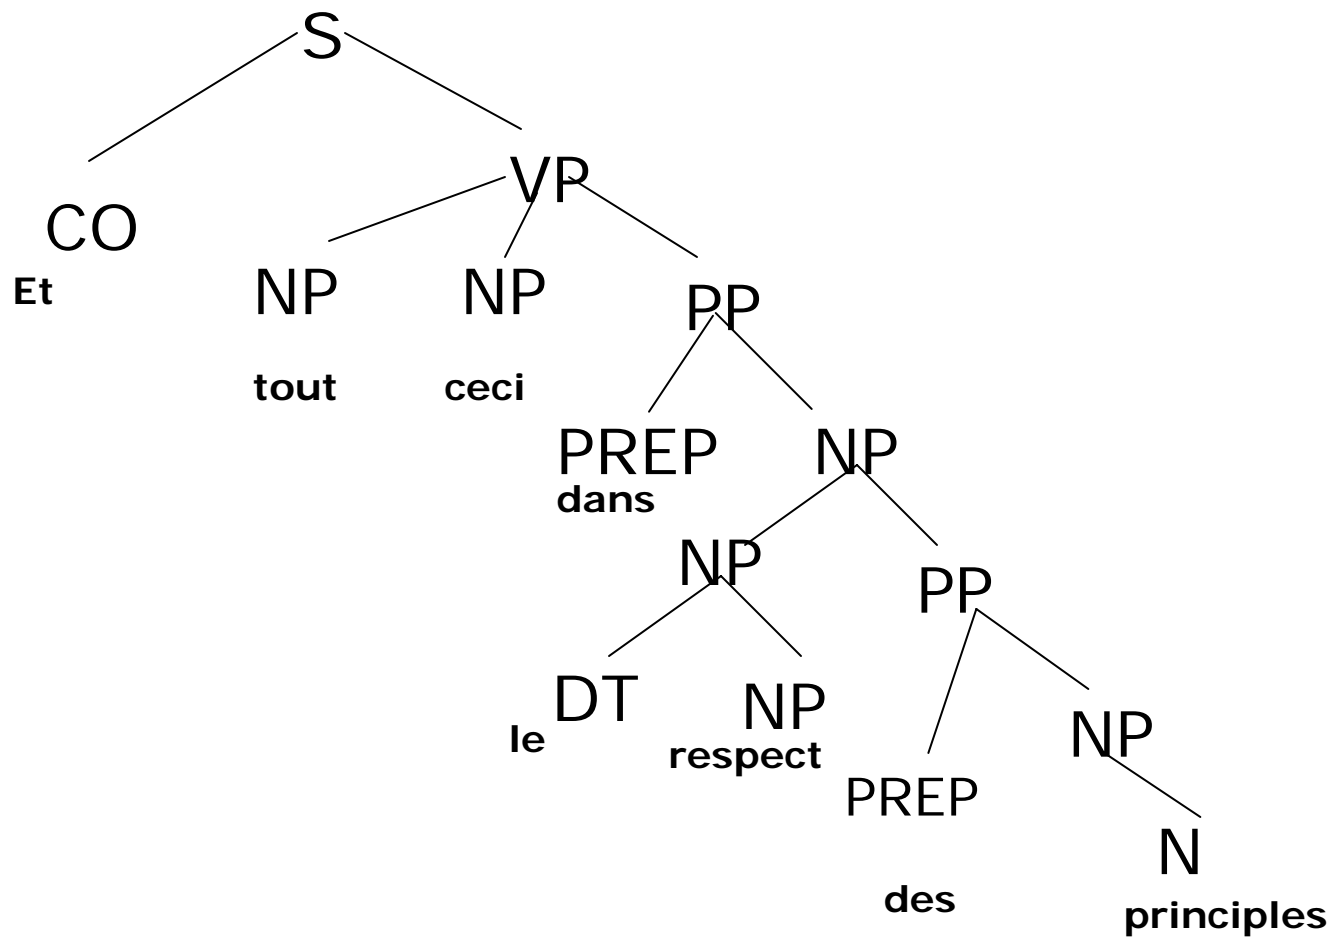 S
VP
CO
Et
NP NP PP
tout ceci
PREP NP
dans
NP PP
DT NP NP
le respect
PREP
N
des principles